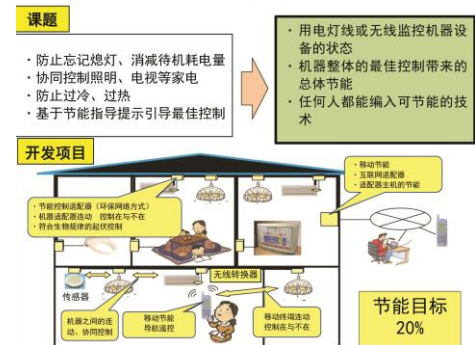 课题
· 防止忘记熄灯、消减待机耗电量
· 协同控制照明、电视等家电
· 防止过冷、过热
· 基于节能指导提示引导最佳控制
· 用电灯线或无线监控机器设
备的状态
· 机器整体的最佳控制带来的
总体节能
· 任何人都能编入可节能的技
术
开发项目
· 节能控制适配器（环保网络方式）
· 机器适配器连动 控制在与不在
· 符合生物规律的起伏控制
· 移动节能
· 互联网适配器
· 适配器主机的节能
传感器
无线转换器
机器之间的连
动、协同控制
移动节能
导航遥控
移动终端连动
控制在与不在
节能目标
20%